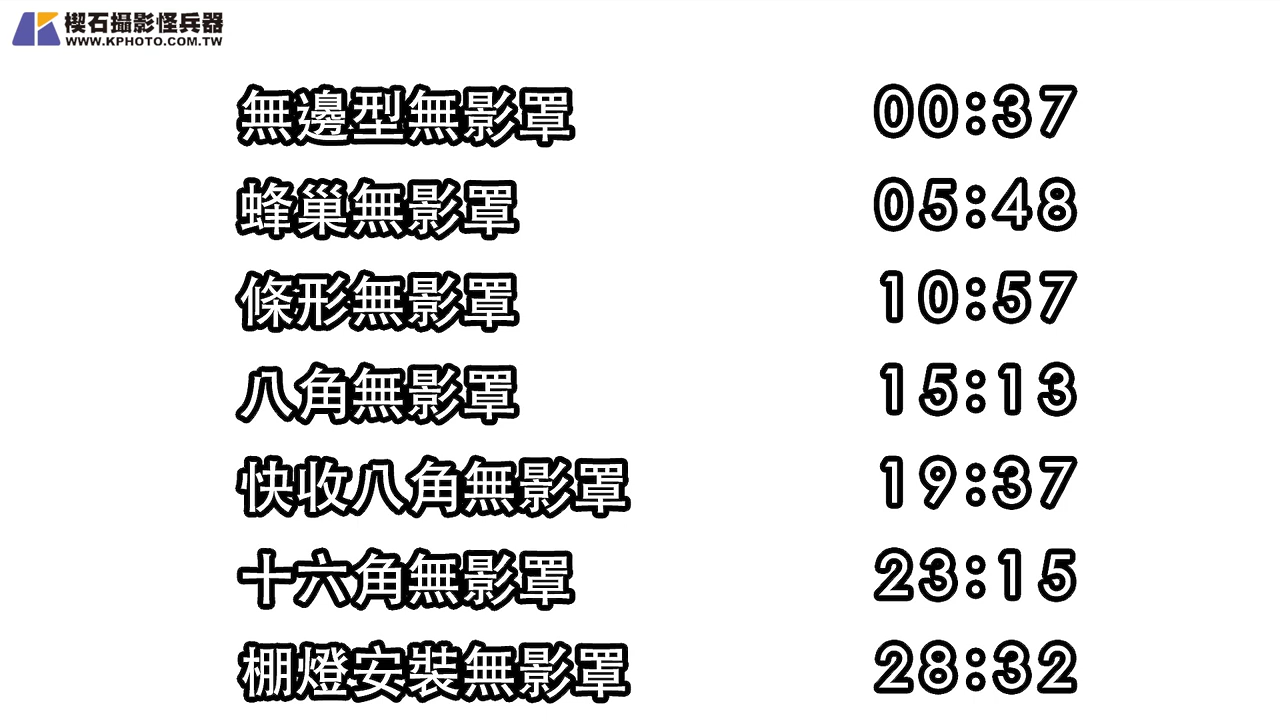 楔石攝影怪兵器
WWW.KPHOTO.COM.TW
無邊型無影罩 00:37
蜂巢無影罩 05:48
條形無影罩 10:57
八角無影罩 15:13
快收八角無影罩 19:37
十六角無影罩 23:15
棚燈安裝無影罩 28:32